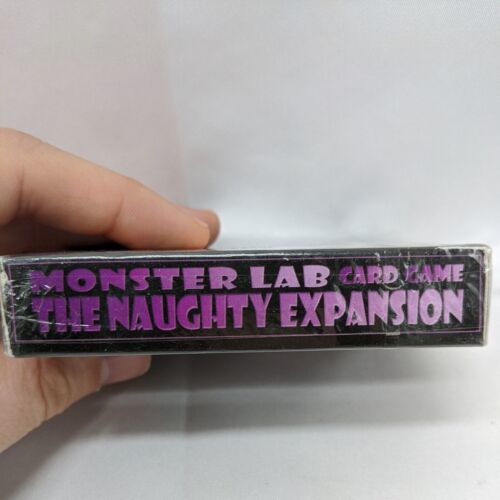 MONSTER LAB CARD GAME
THE NAUGHTY EXPANSION